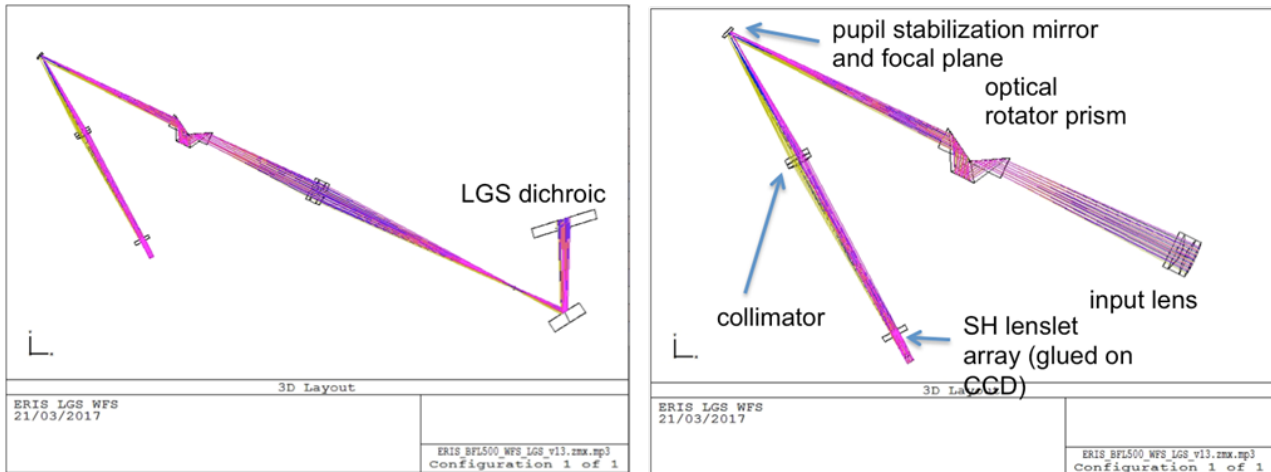 LGS dichroic
3D Layout
ERIS LGS WFS
21/03/2017
ERIS_BFL500_WFS_LGS_v13.zmx.mp3
Configuration 1 of 1
pupil stabilization mirror
and focal plane
optical
rotator prism
input lens
collimator
SH lenslet
array (glued on
CCD)
3D Layout
ERIS LGS WFS
21/03/2017
ERIS_BFL500_WFS_LGS_v13.zmx.mp3
Configuration 1 of 1